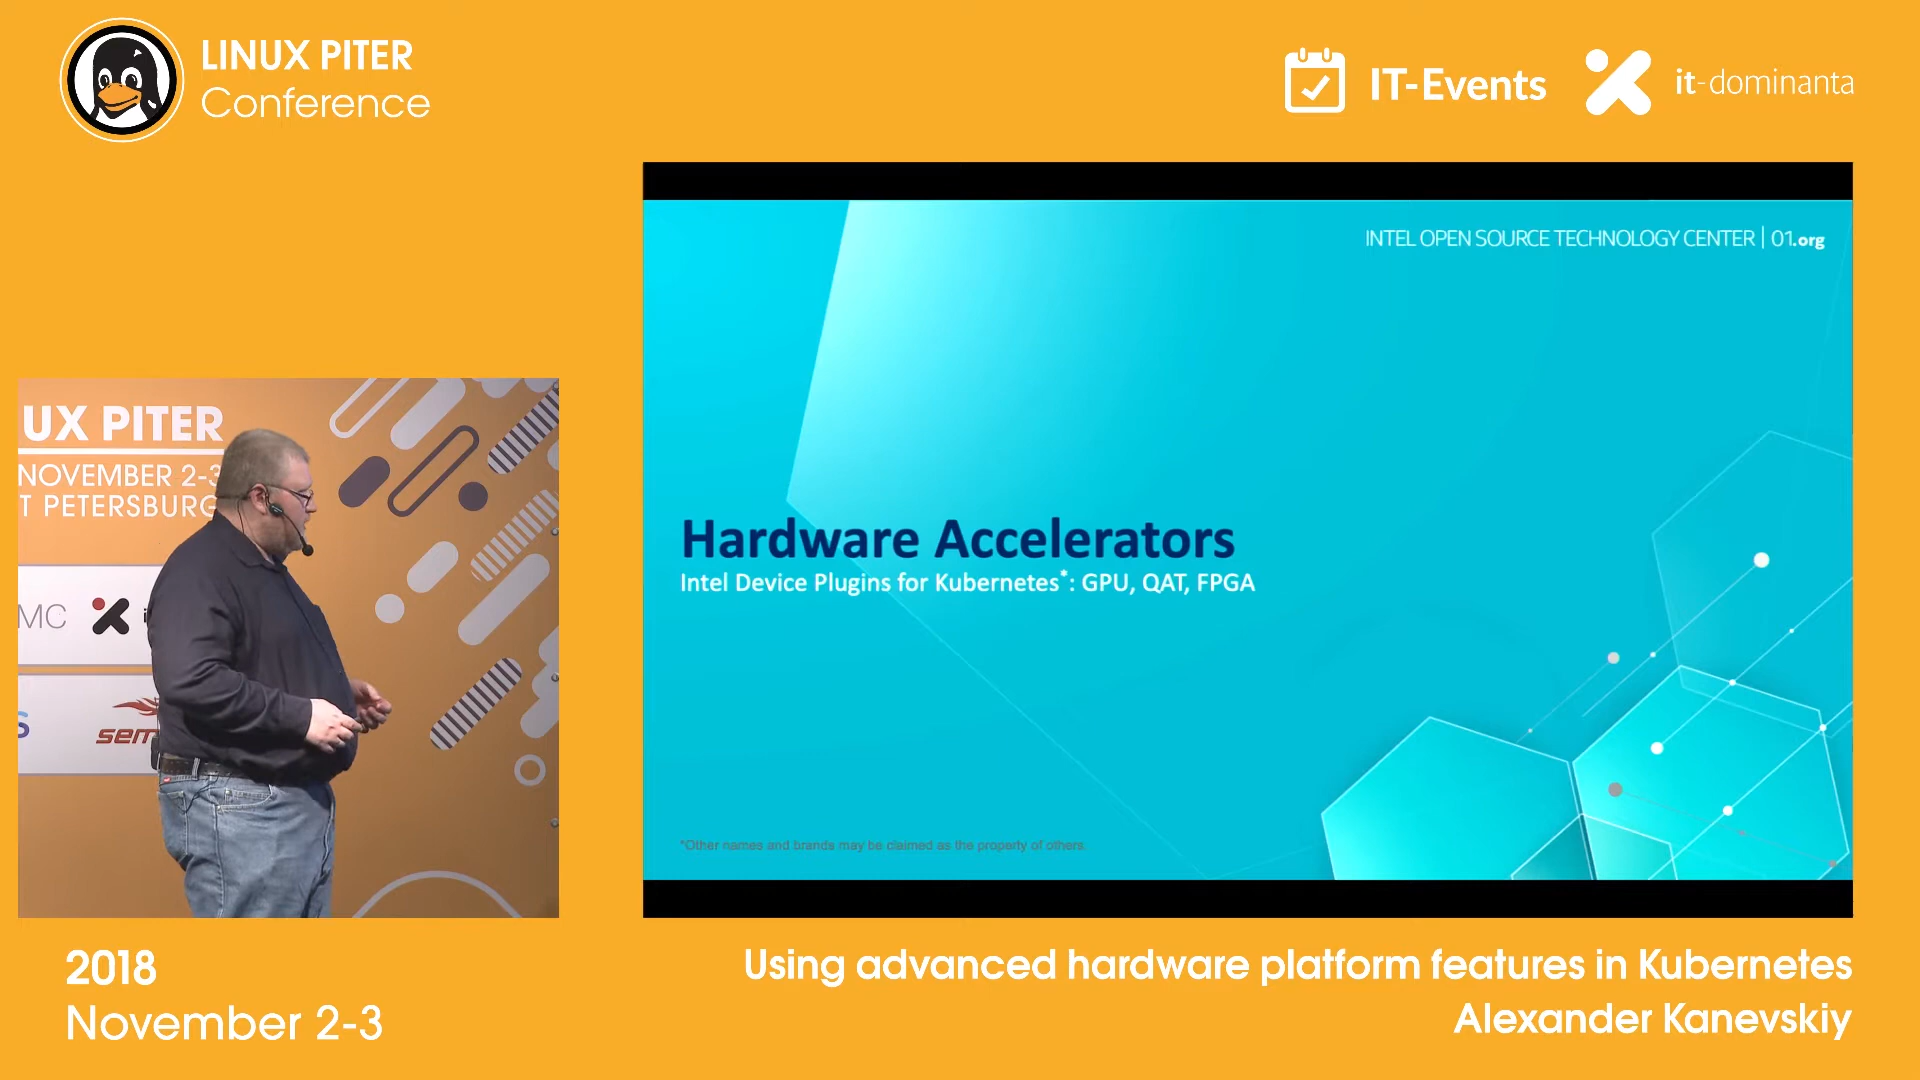 LINUX PITER
Conference
IT-Events
it-dominanta
INTEL OPEN SOURCE TECHNOLOGY CENTER | 01.org
Hardware Accelerators
Intel Device Plugins for Kubernetes*: GPU, QAT, FPGA
*Other names and brands may be claimed as the property of others.
UX PITER
NOVEMBER 2-3
T PETERSBURG
MC
2018
November 2-3
Using advanced hardware platform features in Kubernetes
Alexander Kanevskiy